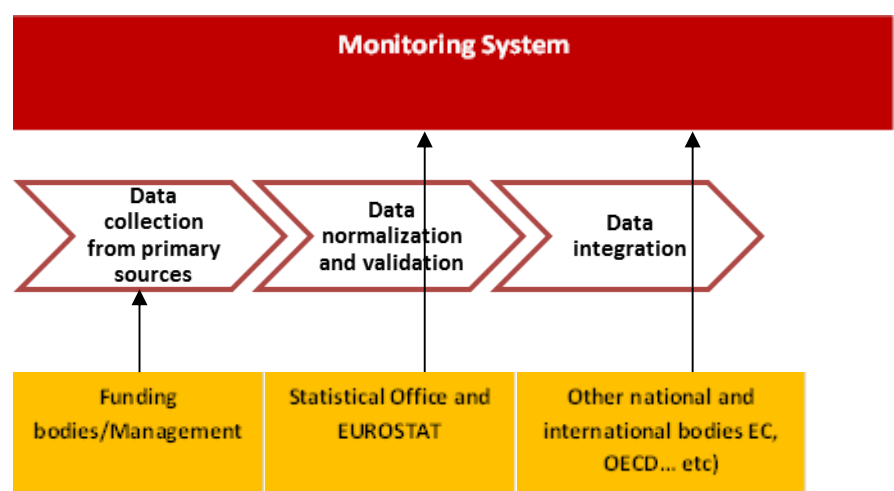 Monitoring System
Data
collection
from primary
sources
Data
normalization
and validation
Data
integration
Funding
bodies/Management
Statistical Office and
EUROSTAT
Other national and
international bodies EC,
OECD... etc)